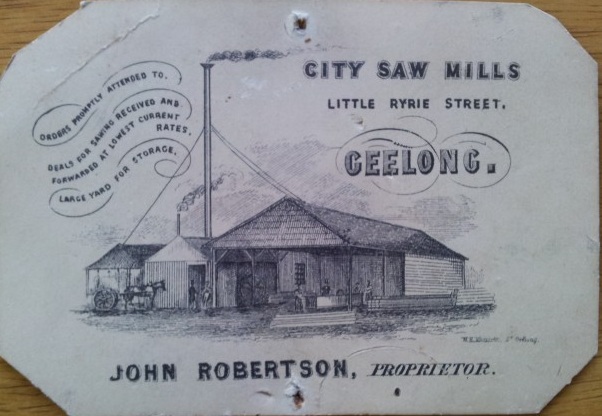 ORDERS PROMPTLY ATTENDED TO.
DEALS FOR SAWING RECEIVED AND
FORWARDED AT LOWEST CURRENT
RATES.
LARGE YARD FOR STORAGE.
CITY SAW MILLS
LITTLE RYRIE STREET,
GEELONG.
JOHN ROBERTSON, PROPRIETOR.